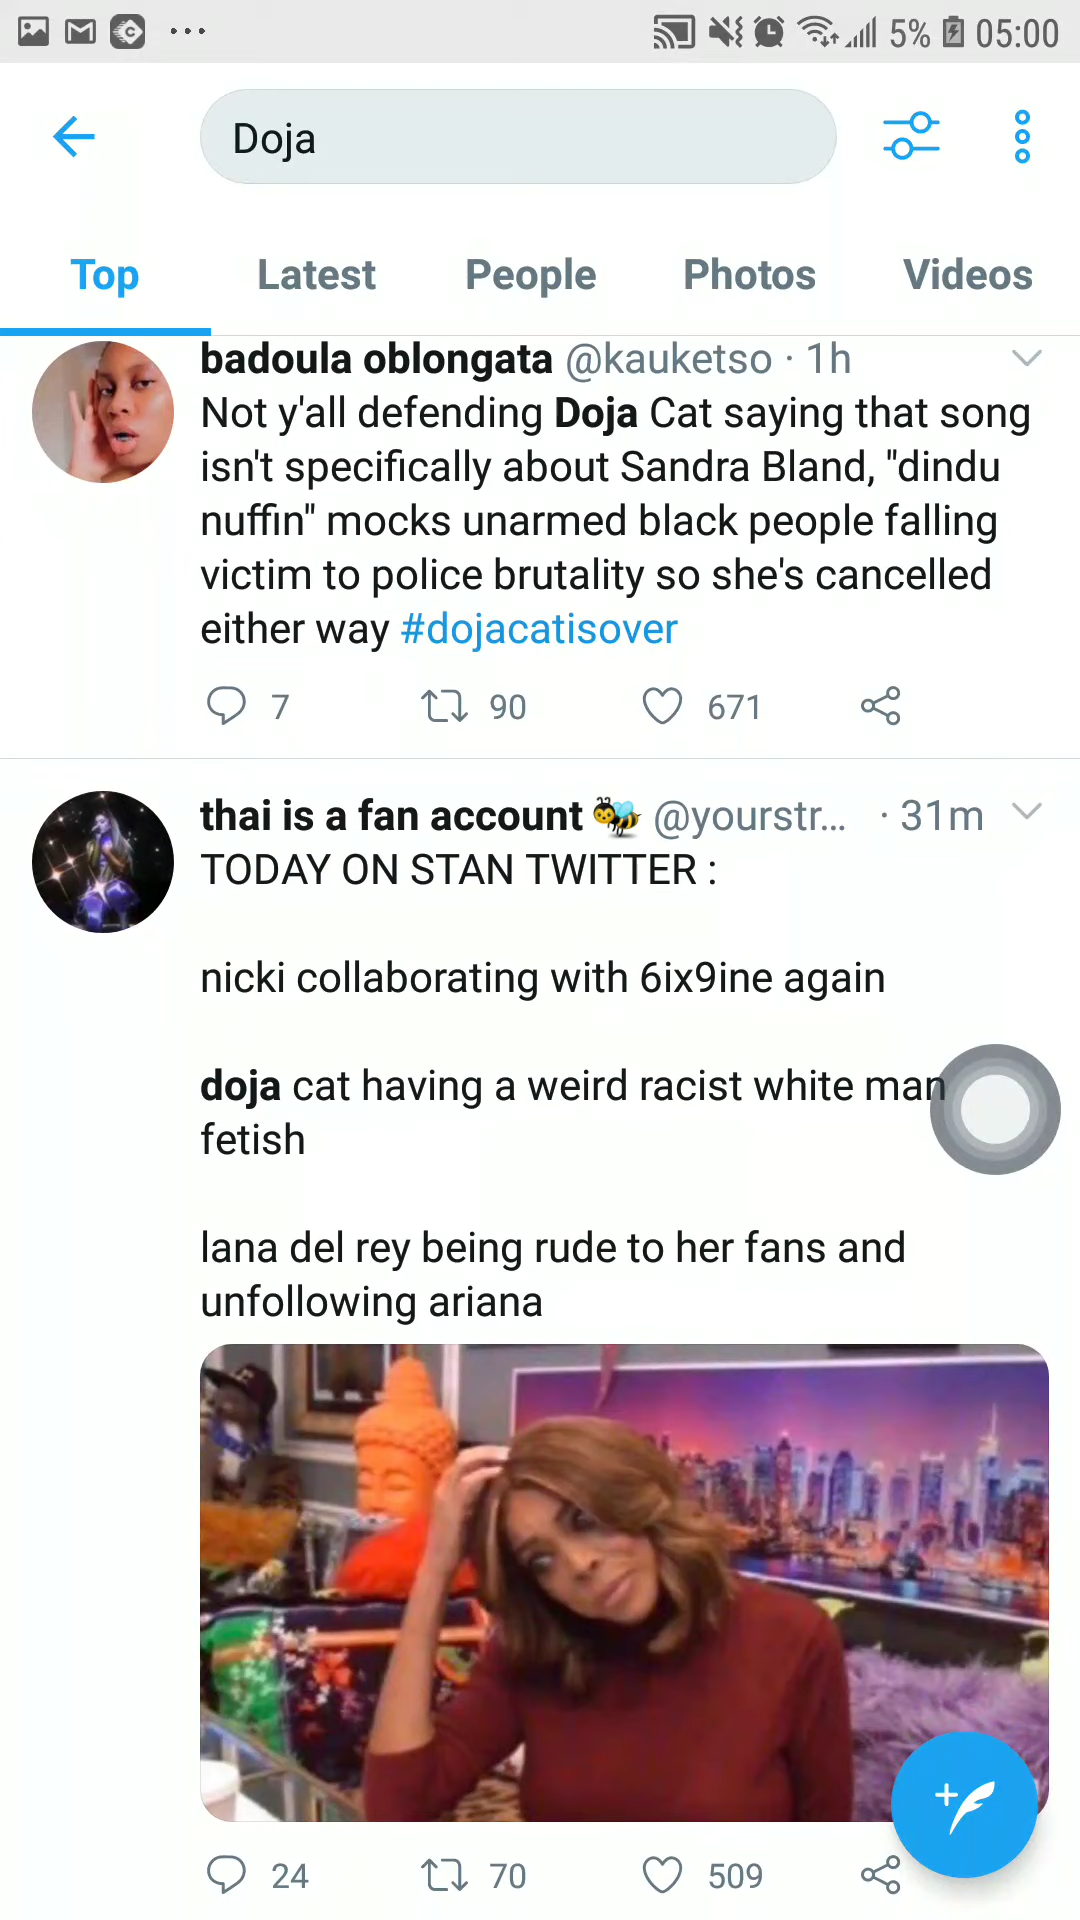 5% 05:00
Doja
Top Latest People Photos Videos
badoula oblongata @kauketso · 1h
Not y'all defending Doja Cat saying that song
isn't specifically about Sandra Bland, "dindu
nuffin" mocks unarmed black people falling
victim to police brutality so she's cancelled
either way #dojacatisover
7 90 671
thai is a fan account 🐝 @yourstr... · 31m
TODAY ON STAN TWITTER :
nicki collaborating with 6ix9ine again
doja cat having a weird racist white man
fetish
lana del rey being rude to her fans and
unfollowing ariana
24 70 509